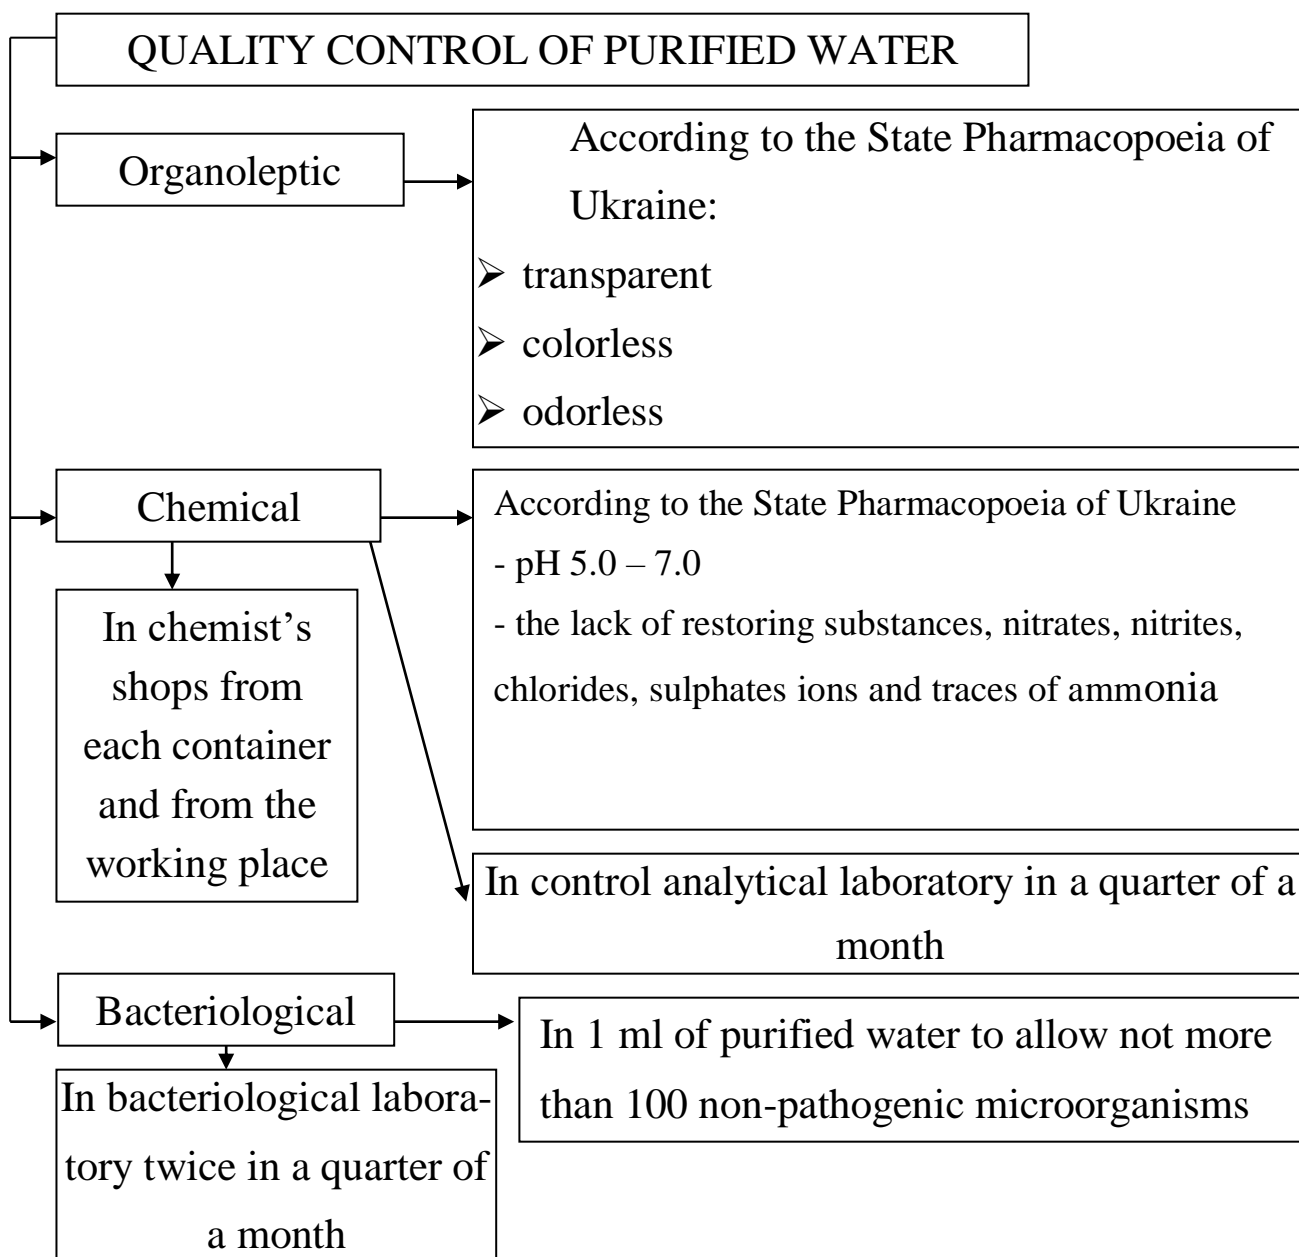 QUALITY CONTROL OF PURIFIED WATER
Organoleptic
According to the State Pharmacopoeia of
Ukraine:
➢ transparent
➢ colorless
➢ odorless
Chemical
According to the State Pharmacopoeia of Ukraine
- pH 5.0 – 7.0
- the lack of restoring substances, nitrates, nitrites,
chlorides, sulphates ions and traces of ammonia
In chemist’s
shops from
each container
and from the
working place
In control analytical laboratory in a quarter of a
month
Bacteriological
In 1 ml of purified water to allow not more
than 100 non-pathogenic microorganisms
In bacteriological labora-
tory twice in a quarter of
a month